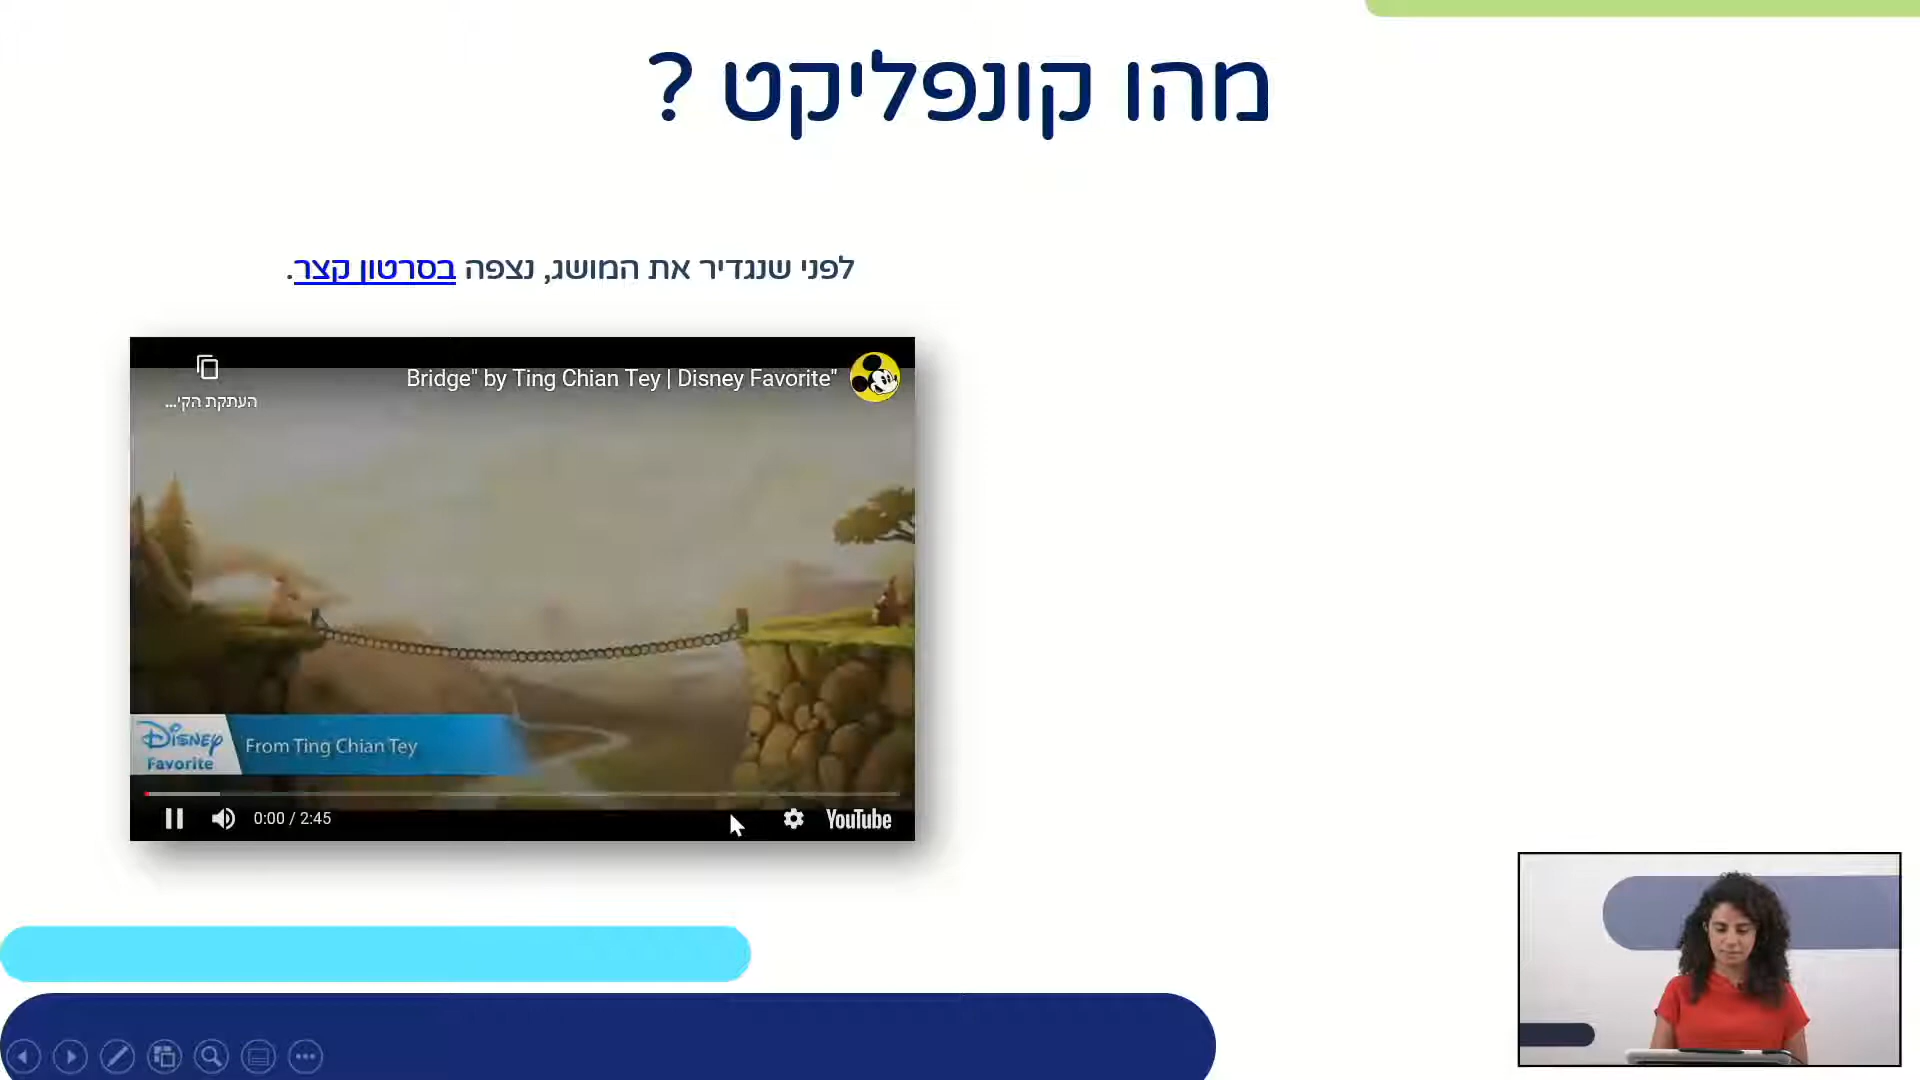 מהו קונפליקט ?
לפני שנגדיר את המושג, נצפה בסרטון קצר.
Bridge" by Ting Chian Tey | Disney Favorite"
העתקת הקי...
Disney
Favorite
From Ting Chian Tey
0:00 / 2:45
YouTube